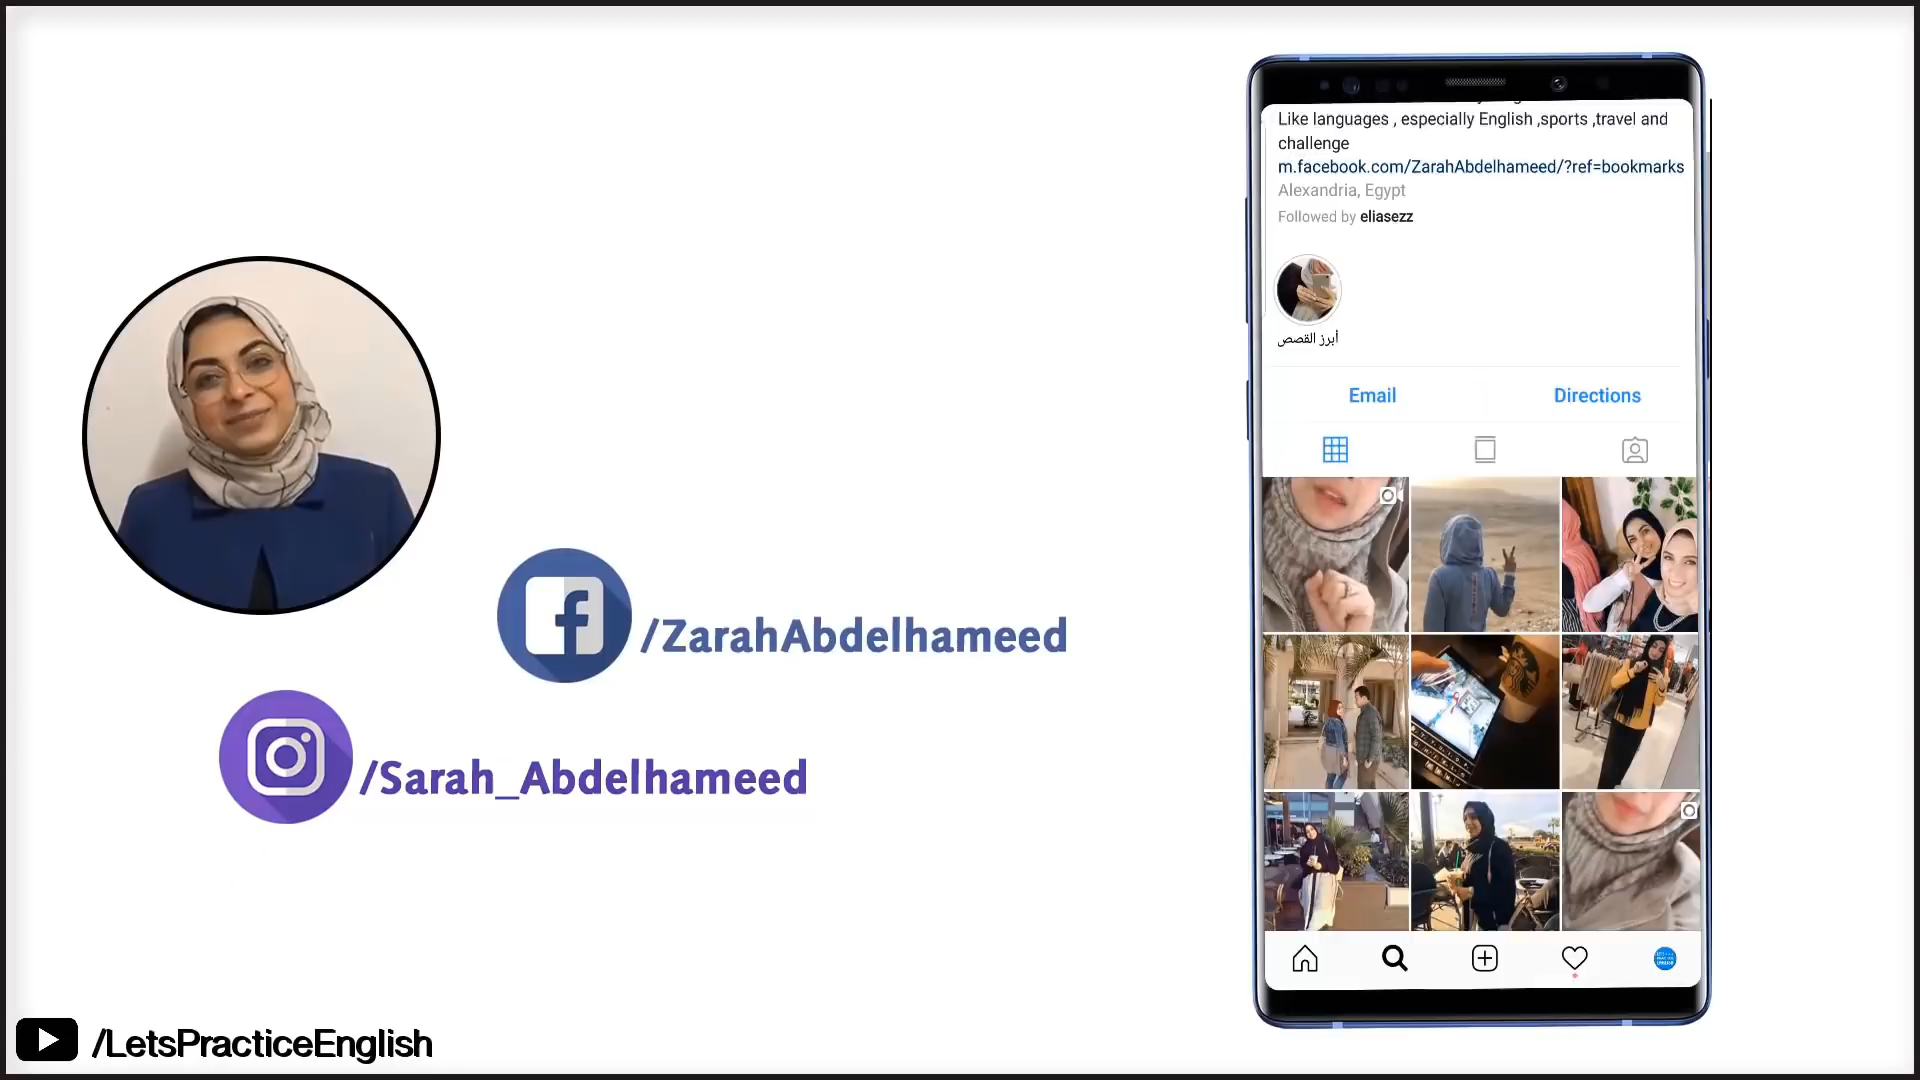 Like languages , especially English ,sports ,travel and
challenge
m.facebook.com/ZarahAbdelhameed/?ref=bookmarks
Alexandria, Egypt
Followed by eliasezz
أبرز القصص
Email
Directions
/ZarahAbdelhameed
/Sarah_Abdelhameed
/LetsPracticeEnglish